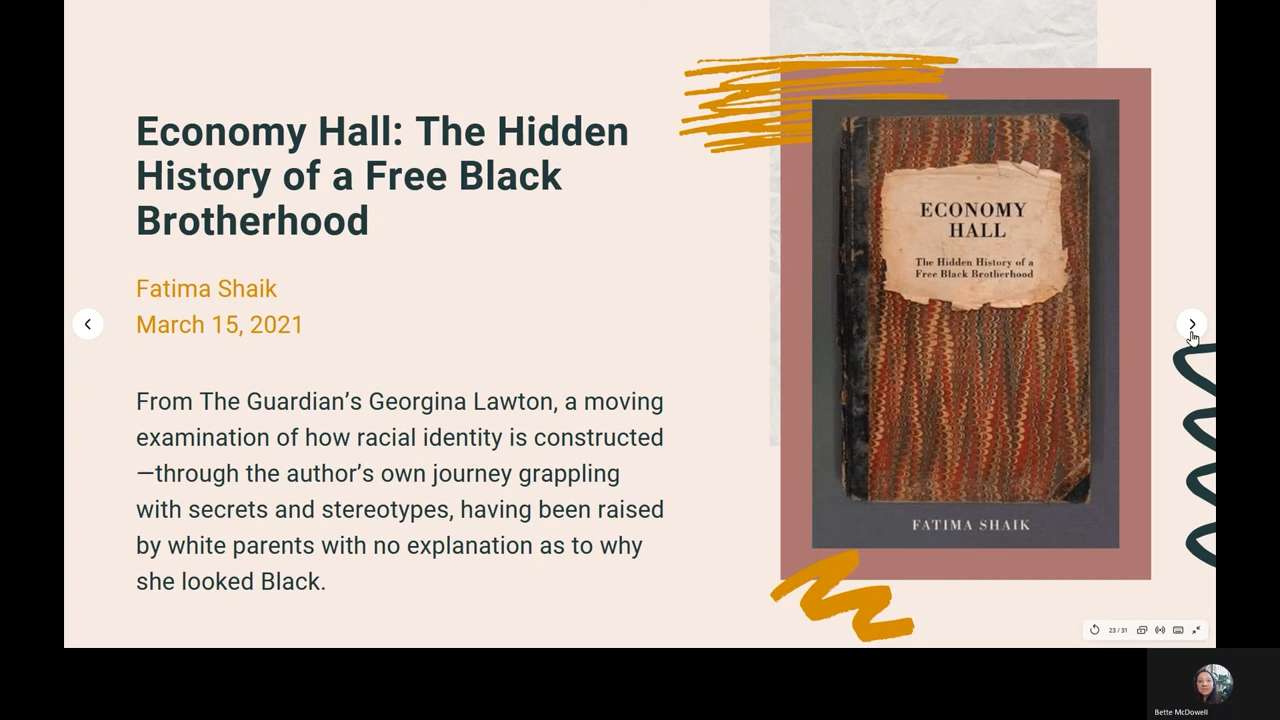 Economy Hall: The Hidden
History of a Free Black
Brotherhood
Fatima Shaik
March 15, 2021
From The Guardian’s Georgina Lawton, a moving
examination of how racial identity is constructed
—through the author’s own journey grappling
with secrets and stereotypes, having been raised
by white parents with no explanation as to why
she looked Black.
ECONOMY
HALL
The Hidden History of a
Free Black Brotherhood
FATIMA SHAIK
23 / 31
Bette McDowell